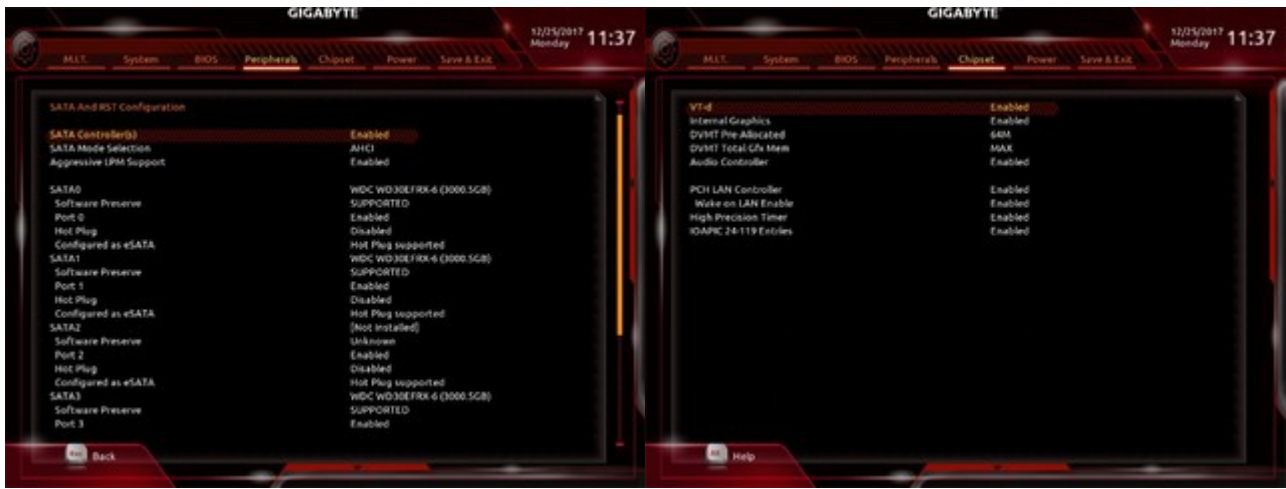 GIGABYTE
12/25/2017 Monday 11:37
M.I.T. System BIOS Peripherals Chipset Power Save & Exit
SATA And RST Configuration
SATA Controller(s) Enabled
SATA Mode Selection AHCI
Aggressive LPM Support Enabled
SATA0 WDC WD30EFRX-6 (3000.5GB)
Software Preserve SUPPORTED
Port 0 Enabled
Hot Plug Disabled
Configured as eSATA Hot Plug supported
SATA1 WDC WD30EFRX-6 (3000.5GB)
Software Preserve SUPPORTED
Port 1 Enabled
Hot Plug Disabled
Configured as eSATA Hot Plug supported
SATA2 [Not Installed]
Software Preserve Unknown
Port 2 Enabled
Hot Plug Disabled
Configured as eSATA Hot Plug supported
SATA3 WDC WD30EFRX-6 (3000.5GB)
Software Preserve SUPPORTED
Port 3 Enabled
Esc Back
GIGABYTE
12/25/2017 Monday 11:37
M.I.T. System BIOS Peripherals Chipset Power Save & Exit
VT-d Enabled
Internal Graphics Enabled
DVMT Pre-Allocated 64M
DVMT Total Gfx Mem MAX
Audio Controller Enabled
PCH LAN Controller Enabled
Wake on LAN Enable Enabled
High Precision Timer Enabled
IOAPIC 24-119 Entries Enabled
Alt Help